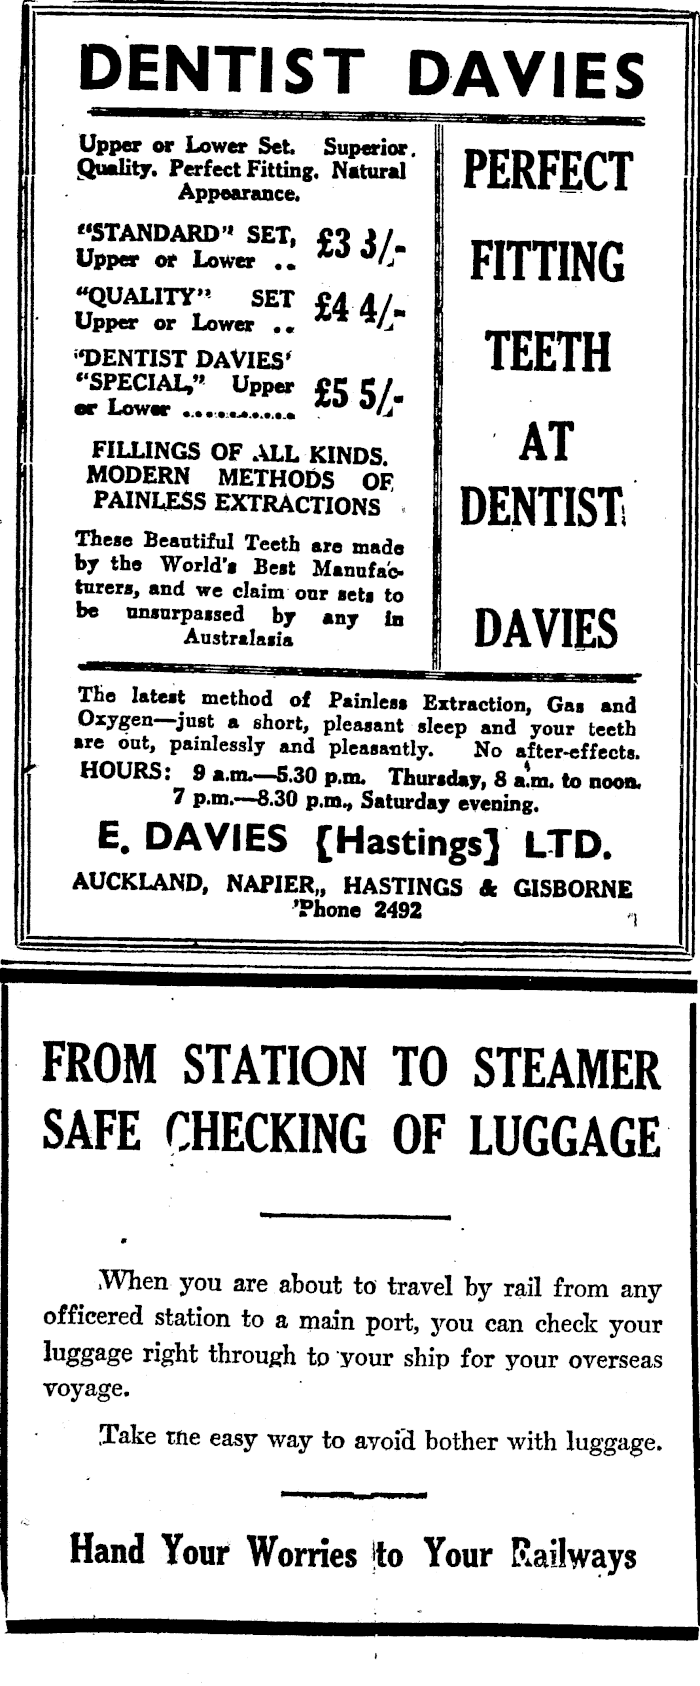 DENTIST DAVIES
Upper or Lower Set. Superior.
Quality. Perfect Fitting. Natural
Appearance.
"STANDARD" SET,
Upper or Lower ..
£3 3/-
"QUALITY" SET
Upper or Lower ..
£4 4/-
"DENTIST DAVIES'
"SPECIAL," Upper
or Lower ............
£5 5/-
FILLINGS OF ALL KINDS.
MODERN METHODS OF
PAINLESS EXTRACTIONS
These Beautiful Teeth are made
by the World's Best Manufac-
turers, and we claim our sets to
be unsurpassed by any in
Australasia
PERFECT
FITTING
TEETH
AT
DENTIST
DAVIES
The latest method of Painless Extraction, Gas and
Oxygen—just a short, pleasant sleep and your teeth
are out, painlessly and pleasantly. No after-effects.
HOURS: 9 a.m.—5.30 p.m. Thursday, 8 a.m. to noon.
7 p.m.—8.30 p.m., Saturday evening.
E. DAVIES [Hastings] LTD.
AUCKLAND, NAPIER,, HASTINGS & GISBORNE
'Phone 2492
FROM STATION TO STEAMER
SAFE CHECKING OF LUGGAGE
When you are about to travel by rail from any
officered station to a main port, you can check your
luggage right through to your ship for your overseas
voyage.
Take the easy way to avoid bother with luggage.
Hand Your Worries to Your Railways